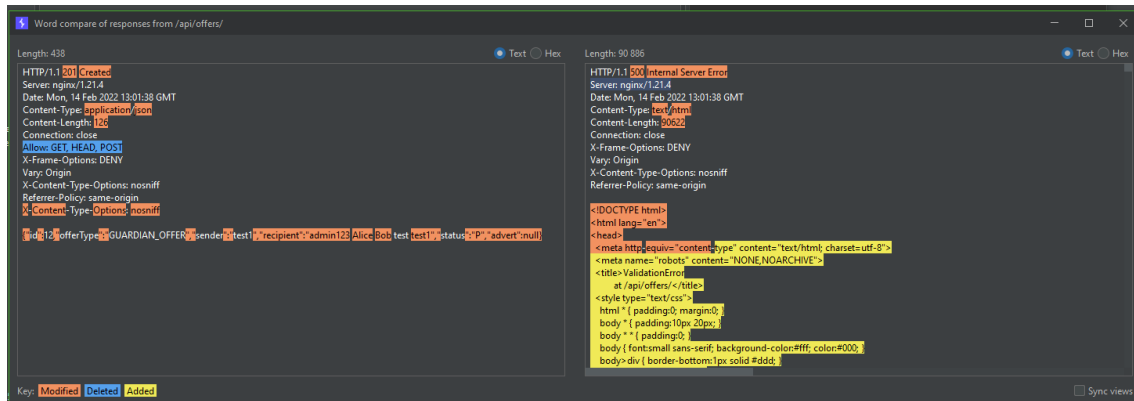 Word compare of responses from /api/offers/
Length: 438
Text
Hex
HTTP/1.1 201 Created
Server: nginx/1.21.4
Date: Mon, 14 Feb 2022 13:01:38 GMT
Content-Type: application/json
Content-Length: 126
Connection: close
Allow: GET, HEAD, POST
X-Frame-Options: DENY
Vary: Origin
X-Content-Type-Options: nosniff
Referrer-Policy: same-origin
X-Content-Type-Options: nosniff
{"id":12,"offerType":"GUARDIAN_OFFER","sender":"test1","recipient":"admin123 Alice Bob test test1","status":"P","advert":null}
Length: 90 886
Text
Hex
HTTP/1.1 500 Internal Server Error
Server: nginx/1.21.4
Date: Mon, 14 Feb 2022 13:01:38 GMT
Content-Type: text/html
Content-Length: 90622
Connection: close
X-Frame-Options: DENY
Vary: Origin
X-Content-Type-Options: nosniff
Referrer-Policy: same-origin
<!DOCTYPE html>
<html lang="en">
<head>
<meta http-equiv="content-type" content="text/html; charset=utf-8">
<meta name="robots" content="NONE,NOARCHIVE">
<title>ValidationError
at /api/offers/</title>
<style type="text/css">
html * { padding:0; margin:0; }
body * { padding:10px 20px; }
body * * { padding:0; }
body { font:small sans-serif; background-color:#fff; color:#000; }
body>div { border-bottom:1px solid #ddd; }
Key: Modified Deleted Added
Sync views